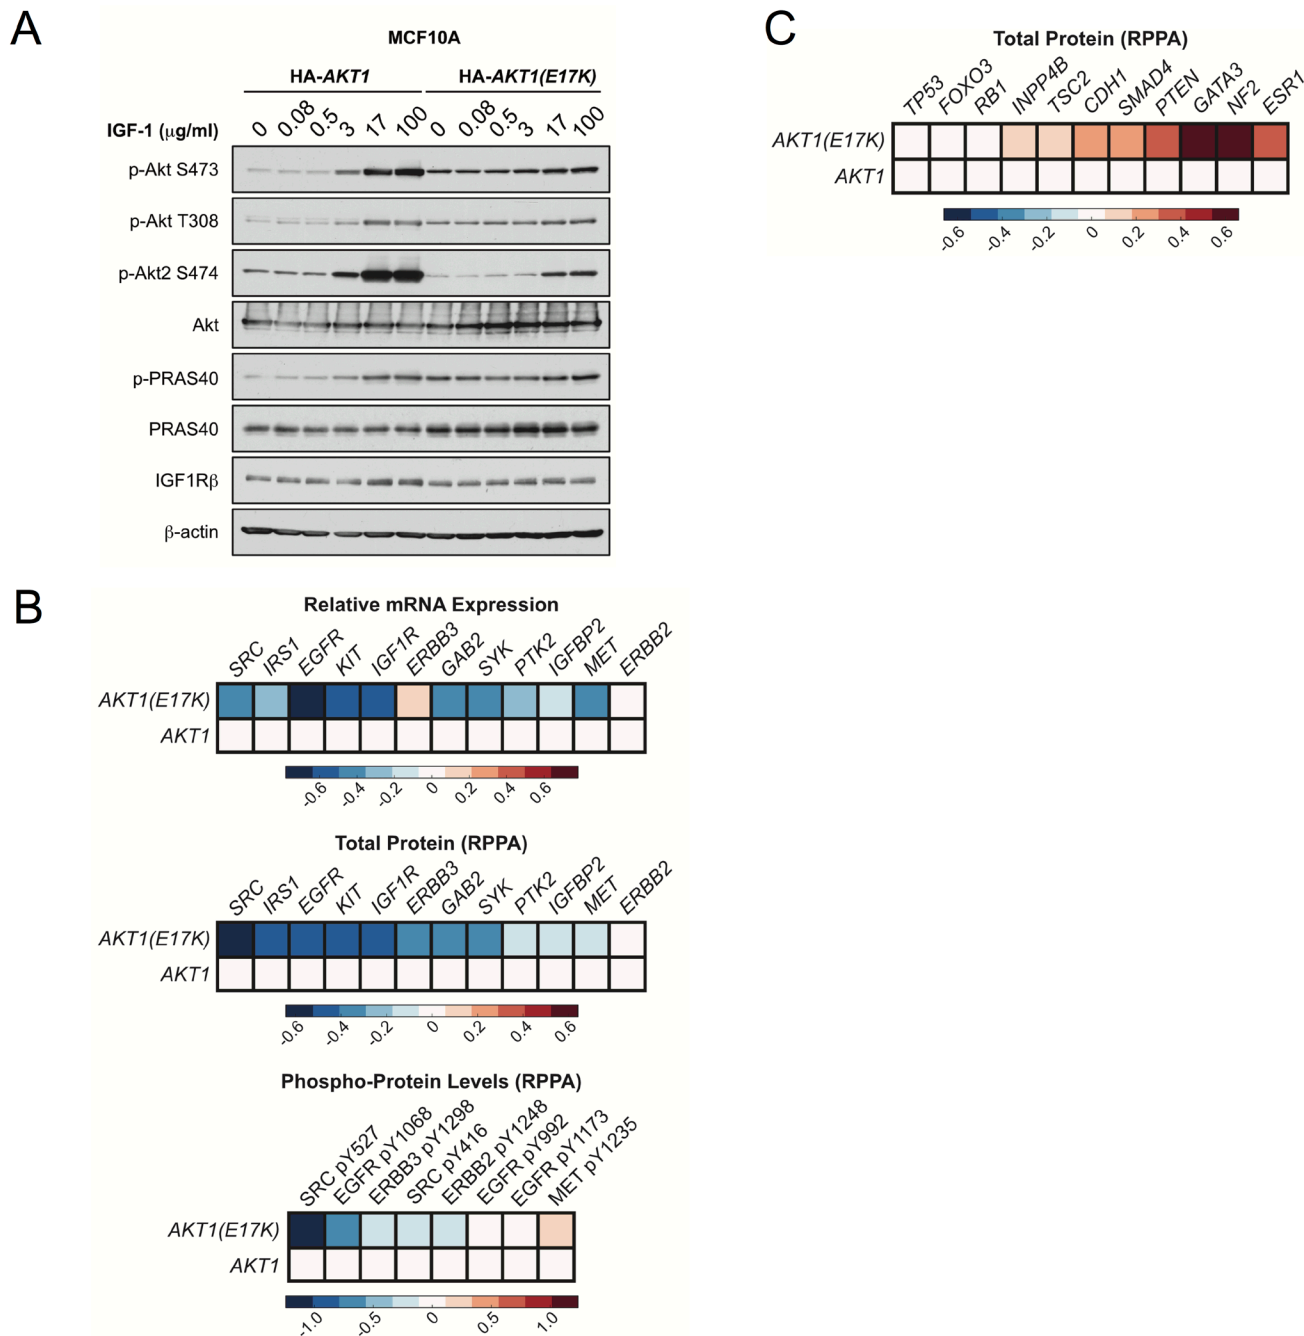 A
MCF10A
HA-AKT1 HA-AKT1(E17K)
IGF-1 (μg/ml) 0 0.08 0.5 3 17 100 0 0.08 0.5 3 17 100
p-Akt S473
p-Akt T308
p-Akt2 S474
Akt
p-PRAS40
PRAS40
IGF1Rβ
β-actin
B
Relative mRNA Expression
SRC IRS1 EGFR KIT IGF1R ERBB3 GAB2 SYK PTK2 IGFBP2 MET ERBB2
AKT1(E17K)
AKT1
-0.6 -0.4 -0.2 0 0.2 0.4 0.6
Total Protein (RPPA)
SRC IRS1 EGFR KIT IGF1R ERBB3 GAB2 SYK PTK2 IGFBP2 MET ERBB2
AKT1(E17K)
AKT1
-0.6 -0.4 -0.2 0 0.2 0.4 0.6
Phospho-Protein Levels (RPPA)
SRC pY527 EGFR pY1068 ERBB3 pY1298 SRC pY416 ERBB2 pY1248 EGFR pY992 EGFR pY1173 MET pY1235
AKT1(E17K)
AKT1
-1.0 -0.5 0 0.5 1.0
C
Total Protein (RPPA)
TP53 FOXO3 RB1 INPP4B TSC2 CDH1 SMAD4 PTEN GATA3 NF2 ESR1
AKT1(E17K)
AKT1
-0.6 -0.4 -0.2 0 0.2 0.4 0.6